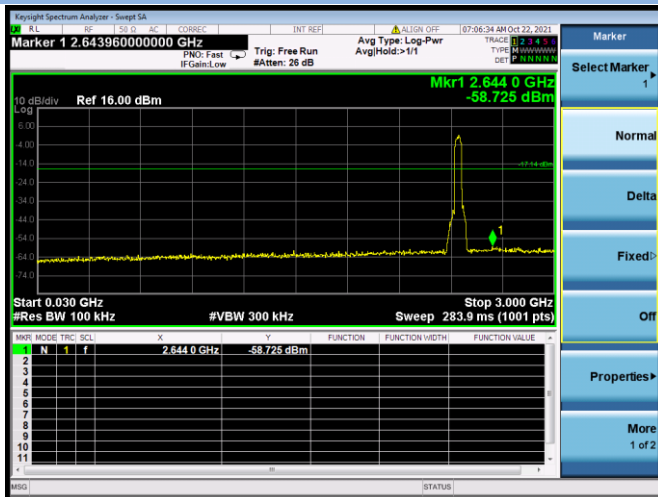 Keysight Spectrum Analyzer - Swept SA
RL RF 50 Ω AC CORREC INT REF ALIGN OFF 07:06:34 AM Oct 22, 2021
Marker 1 2.643960000000 GHz
PNO: Fast
IFGain:Low
Trig: Free Run
#Atten: 26 dB
Avg Type: Log-Pwr
Avg|Hold:>1/1
TRACE 1 2 3 4 5 6
TYPE M WWWWW
DET P N N N N N
Mkr1 2.644 0 GHz
-58.725 dBm
10 dB/div Ref 16.00 dBm
Log
6.00
-4.00
-14.0
-17.14 dBm
-24.0
-34.0
-44.0
-54.0
1
-64.0
-74.0
Start 0.030 GHz Stop 3.000 GHz
#Res BW 100 kHz #VBW 300 kHz Sweep 283.9 ms (1001 pts)
MKR MODE TRC SCL X Y FUNCTION FUNCTION WIDTH FUNCTION VALUE
1 N 1 f 2.644 0 GHz -58.725 dBm
2
3
4
5
6
7
8
9
10
11
MSG STATUS
Marker
Select Marker
1
Normal
Delta
Fixed
Off
Properties
More
1 of 2